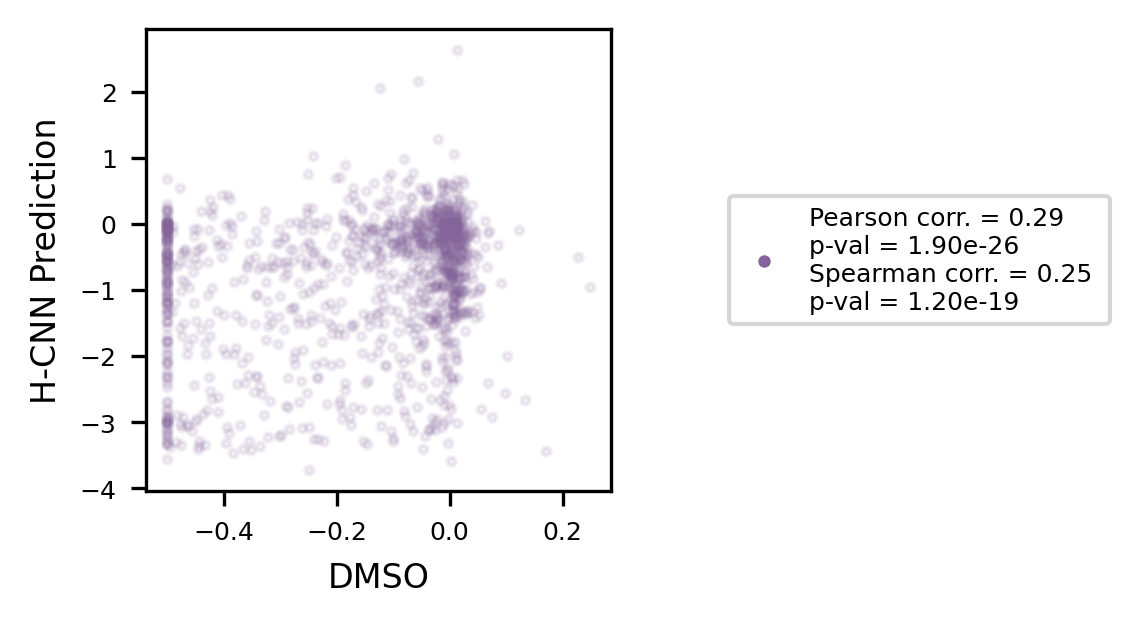 2
1
0
−1
−2
−3
−4
H-CNN Prediction
−0.4
−0.2
0.0
0.2
DMSO
Pearson corr. = 0.29
p-val = 1.90e-26
Spearman corr. = 0.25
p-val = 1.20e-19